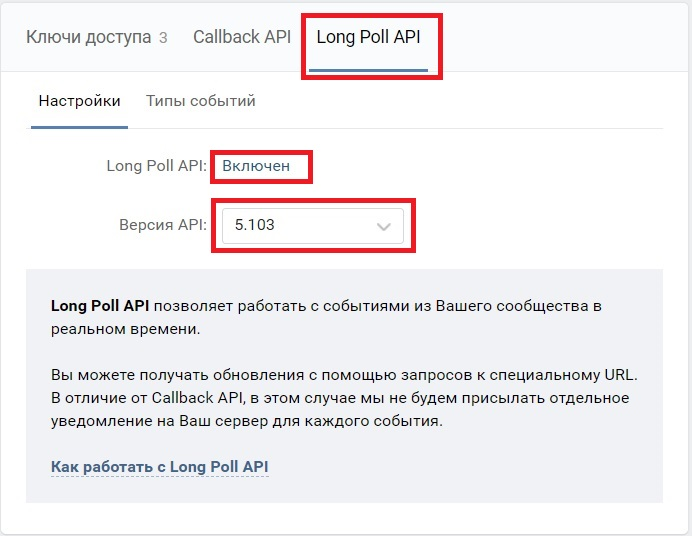 Ключи доступа 3 Callback API Long Poll API
Настройки Типы событий
Long Poll API: Включен
Версия API: 5.103
Long Poll API позволяет работать с событиями из Вашего сообщества в
реальном времени.
Вы можете получать обновления с помощью запросов к специальному URL.
В отличие от Callback API, в этом случае мы не будем присылать отдельное
уведомление на Ваш сервер для каждого события.
Как работать с Long Poll API